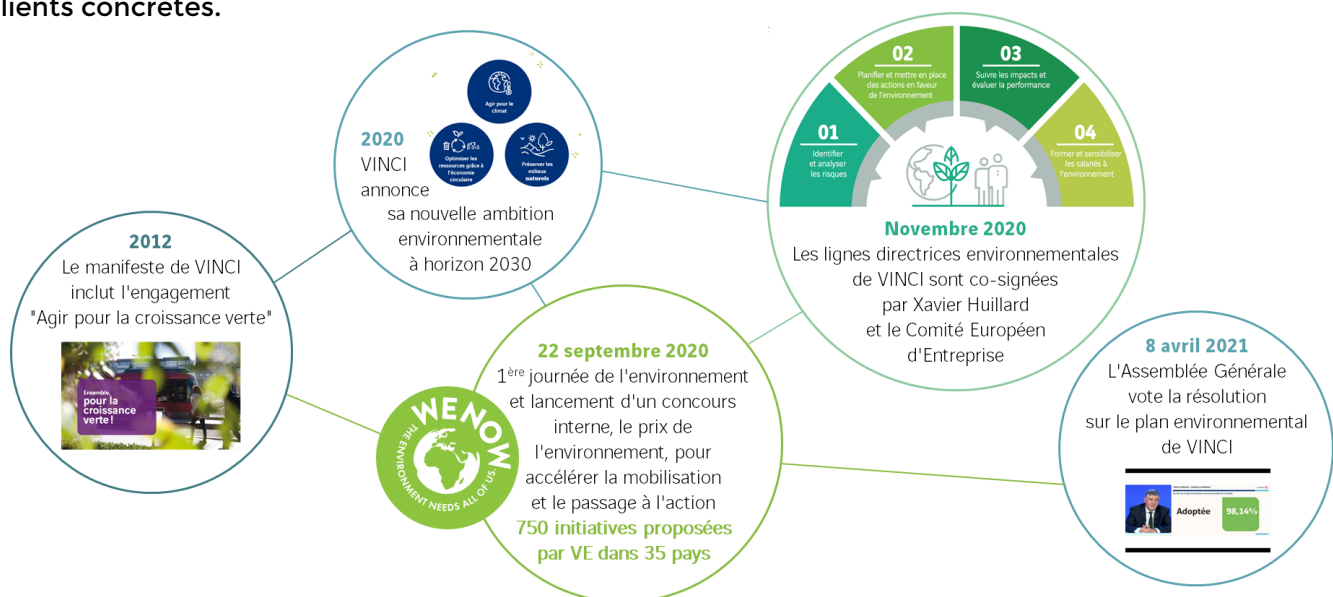 lients concrètes.
2012
Le manifeste de VINCI
inclut l'engagement
"Agir pour la croissance verte"
Ensemble,
pour la
croissance
verte !
2020
VINCI
annonce
sa nouvelle ambition
environnementale
à horizon 2030
Agir pour le
climat
Optimiser les
ressources grâce à
l'économie
circulaire
Préserver les
milieux
naturels
WE NOW
THE ENVIRONMENT NEEDS ALL OF US.
22 septembre 2020
1ère journée de l'environnement
et lancement d'un concours
interne, le prix de
l'environnement, pour
accélérer la mobilisation
et le passage à l'action
750 initiatives proposées
par VE dans 35 pays
01
Identifier
et analyser
les risques
02
Planifier et mettre en place
des actions en faveur
de l'environnement
03
Suivre les impacts et
évaluer la performance
04
Former et sensibiliser
les salariés à
l'environnement
Novembre 2020
Les lignes directrices environnementales
de VINCI sont co-signées
par Xavier Huillard
et le Comité Européen
d'Entreprise
8 avril 2021
L'Assemblée Générale
vote la résolution
sur le plan environnemental
de VINCI
Adoptée
98,14%